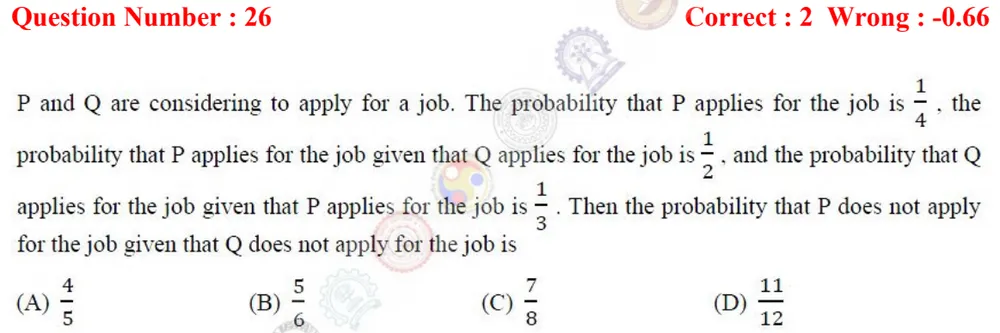 Question Number : 26 Correct : 2 Wrong : -0.66
P and Q are considering to apply for a job. The probability that P applies for the job is 1/4 , the
probability that P applies for the job given that Q applies for the job is 1/2 , and the probability that Q
applies for the job given that P applies for the job is 1/3 . Then the probability that P does not apply
for the job given that Q does not apply for the job is
(A) 4/5 (B) 5/6 (C) 7/8 (D) 11/12